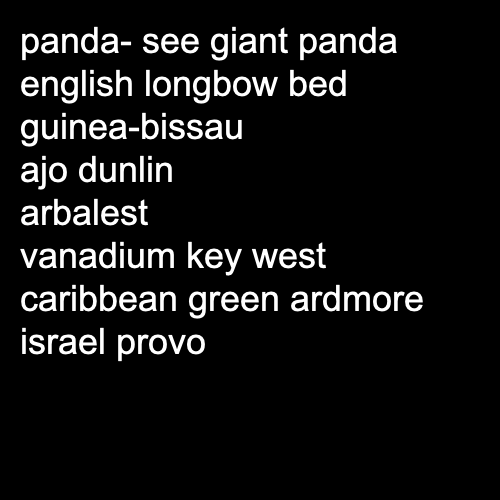 panda- see giant panda
english longbow bed
guinea-bissau
ajo dunlin
arbalest
vanadium key west
caribbean green ardmore
israel provo